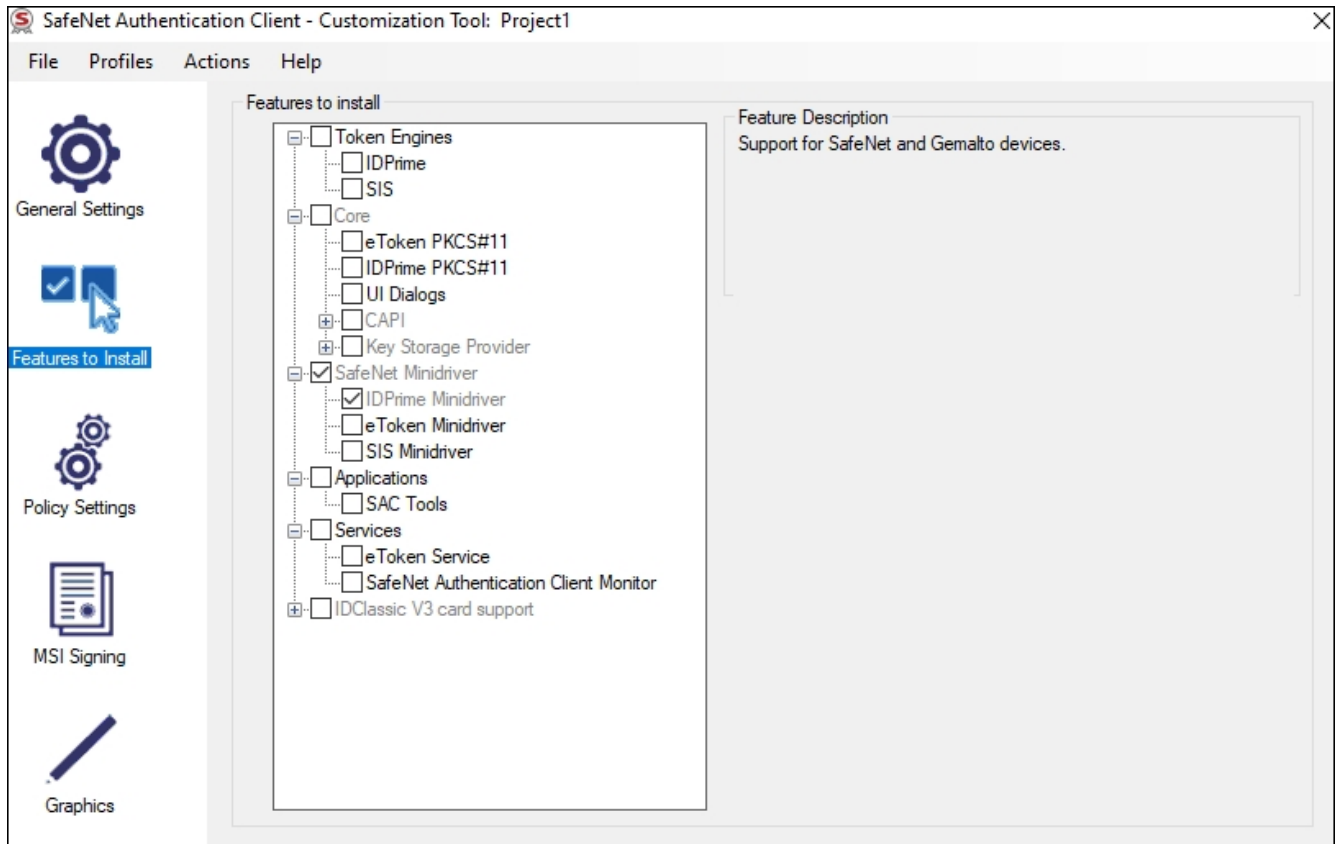 SafeNet Authentication Client - Customization Tool: Project1
File Profiles Actions Help
General Settings
Features to Install
Policy Settings
MSI Signing
Graphics
Features to install
Token Engines
IDPrime
SIS
Core
eToken PKCS#11
IDPrime PKCS#11
UI Dialogs
CAPI
Key Storage Provider
SafeNet Minidriver
IDPrime Minidriver
eToken Minidriver
SIS Minidriver
Applications
SAC Tools
Services
eToken Service
SafeNet Authentication Client Monitor
IDClassic V3 card support
Feature Description
Support for SafeNet and Gemalto devices.